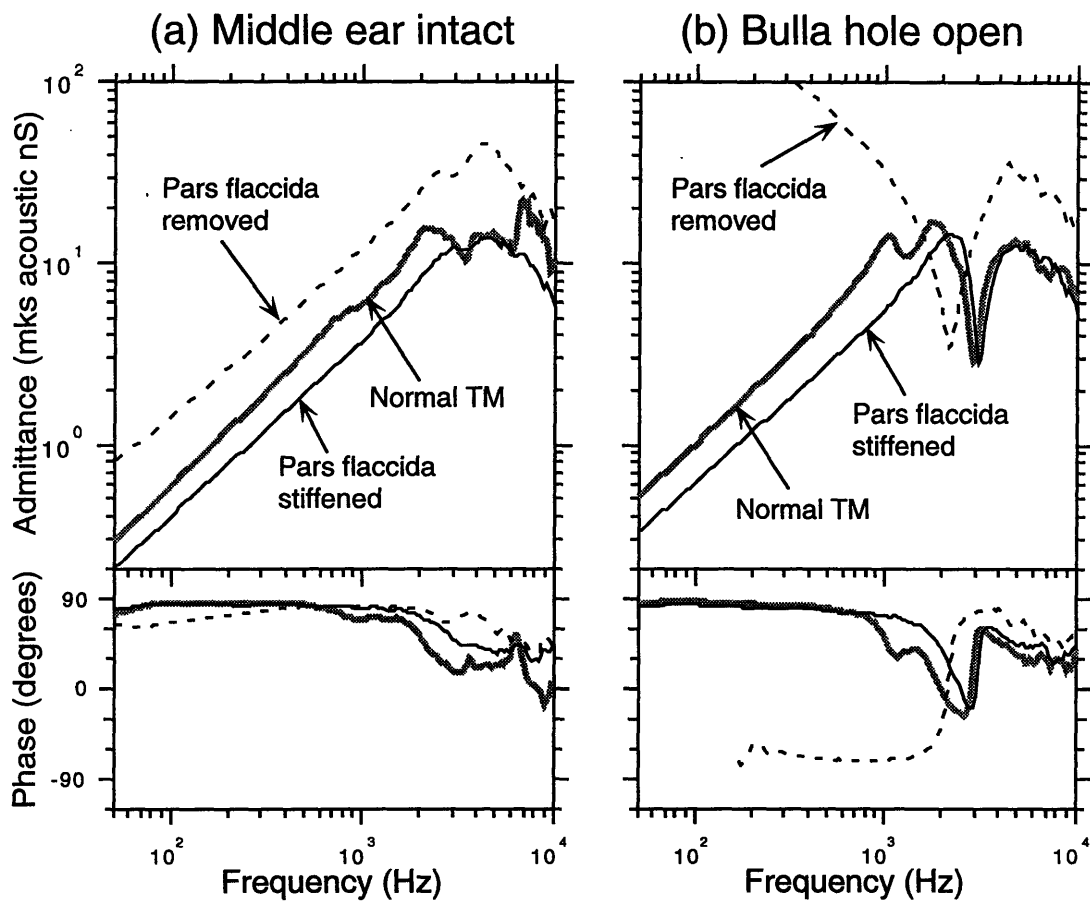 (a) Middle ear intact
(b) Bulla hole open
Admittance (mks acoustic nS)
10^2
10^1
10^0
Pars flaccida
removed
Normal TM
Pars flaccida
stiffened
Pars flaccida
removed
Pars flaccida
stiffened
Normal TM
Phase (degrees)
90
0
-90
10^2
10^3
10^4
Frequency (Hz)
10^2
10^3
10^4
Frequency (Hz)